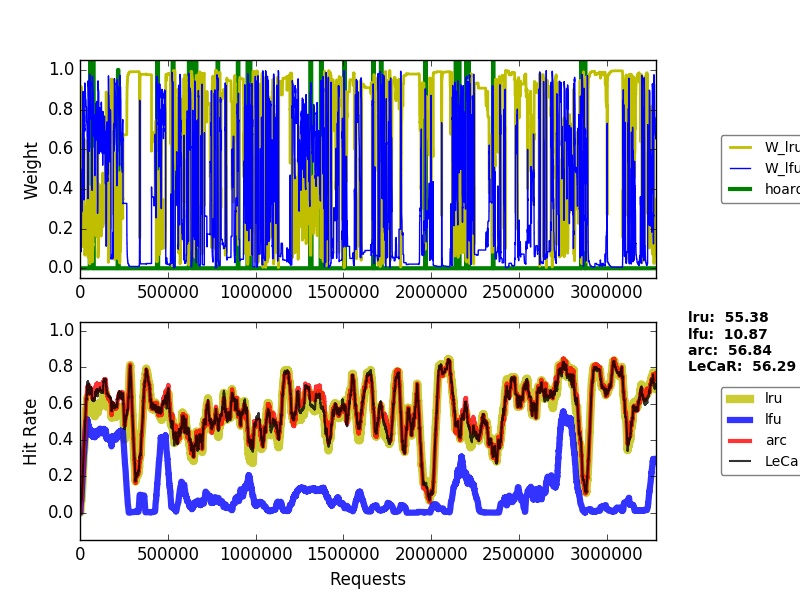 1.0
0.8
0.6
0.4
0.2
0.0
Weight
0 500000 1000000 1500000 2000000 2500000 3000000
W_lru
W_lfu
hoard
lru: 55.38
lfu: 10.87
arc: 56.84
LeCaR: 56.29
1.0
0.8
0.6
0.4
0.2
0.0
Hit Rate
0 500000 1000000 1500000 2000000 2500000 3000000
Requests
lru
lfu
arc
LeCa